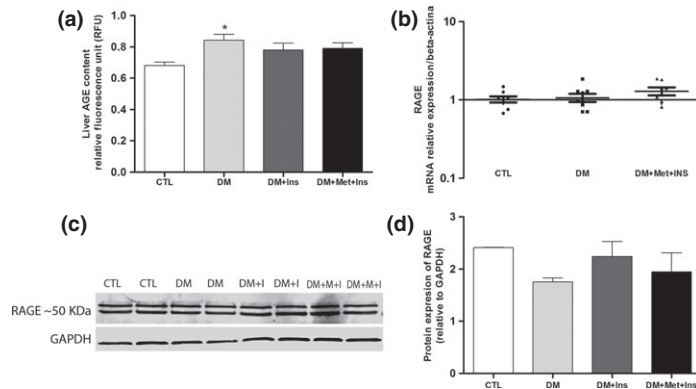 (a)
Liver AGE content
relative fluorescence unit (RFU)
1.0
0.8
0.6
0.4
0.2
0.0
*
CTL
DM
DM+Ins
DM+Met+Ins
(b)
RAGE
mRNA relative expression/beta-actina
10
1
0.1
CTL
DM
DM+Met+INS
(c)
CTL CTL DM DM DM+I DM+I DM+M+I DM+M+I
RAGE ~50 KDa
GAPDH
(d)
Protein expression of RAGE
(relative to GAPDH)
3
2
1
0
CTL
DM
DM+Ins
DM+Met+Ins